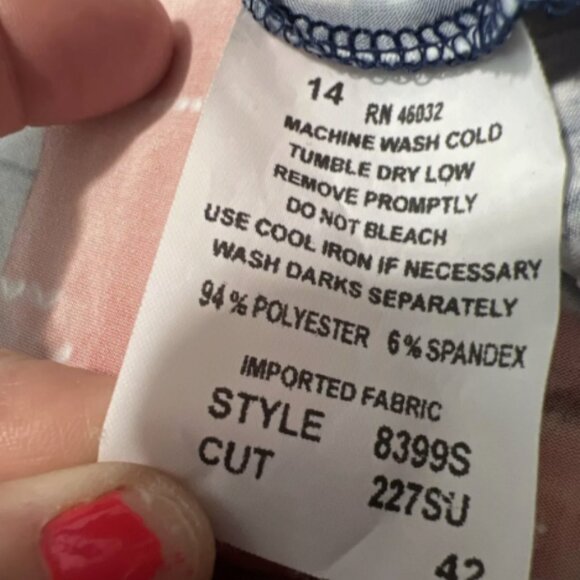 14 RN 46032
MACHINE WASH COLD
TUMBLE DRY LOW
REMOVE PROMPTLY
DO NOT BLEACH
USE COOL IRON IF NECESSARY
WASH DARKS SEPARATELY
94% POLYESTER 6% SPANDEX
IMPORTED FABRIC
STYLE 8399S
CUT 227SU
42